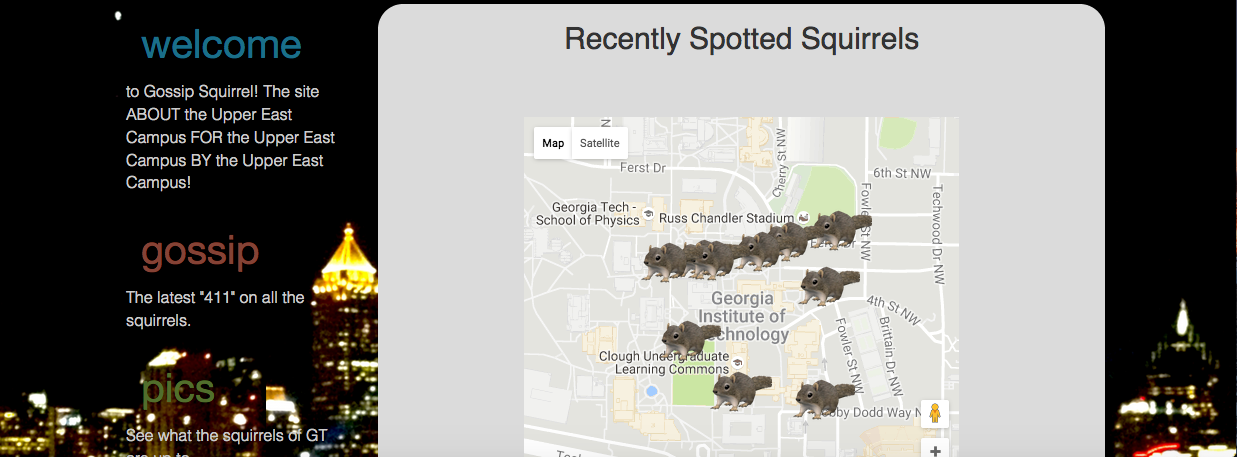 welcome
to Gossip Squirrel! The site
ABOUT the Upper East
Campus FOR the Upper East
Campus BY the Upper East
Campus!
gossip
The latest "411" on all the
squirrels.
pics
See what the squirrels of GT
are up to
Recently Spotted Squirrels
Map Satellite
Ferst Dr
Cherry St NW
6th St NW
Georgia Tech -
School of Physics
Russ Chandler Stadium
Fowler St NW
Techwood Dr NW
Georgia
Institute of
chnology
4th St NW
Clough Undergraduate
Learning Commons
Fowler St NW
Brittain Dr NW
by Dodd Way N
+